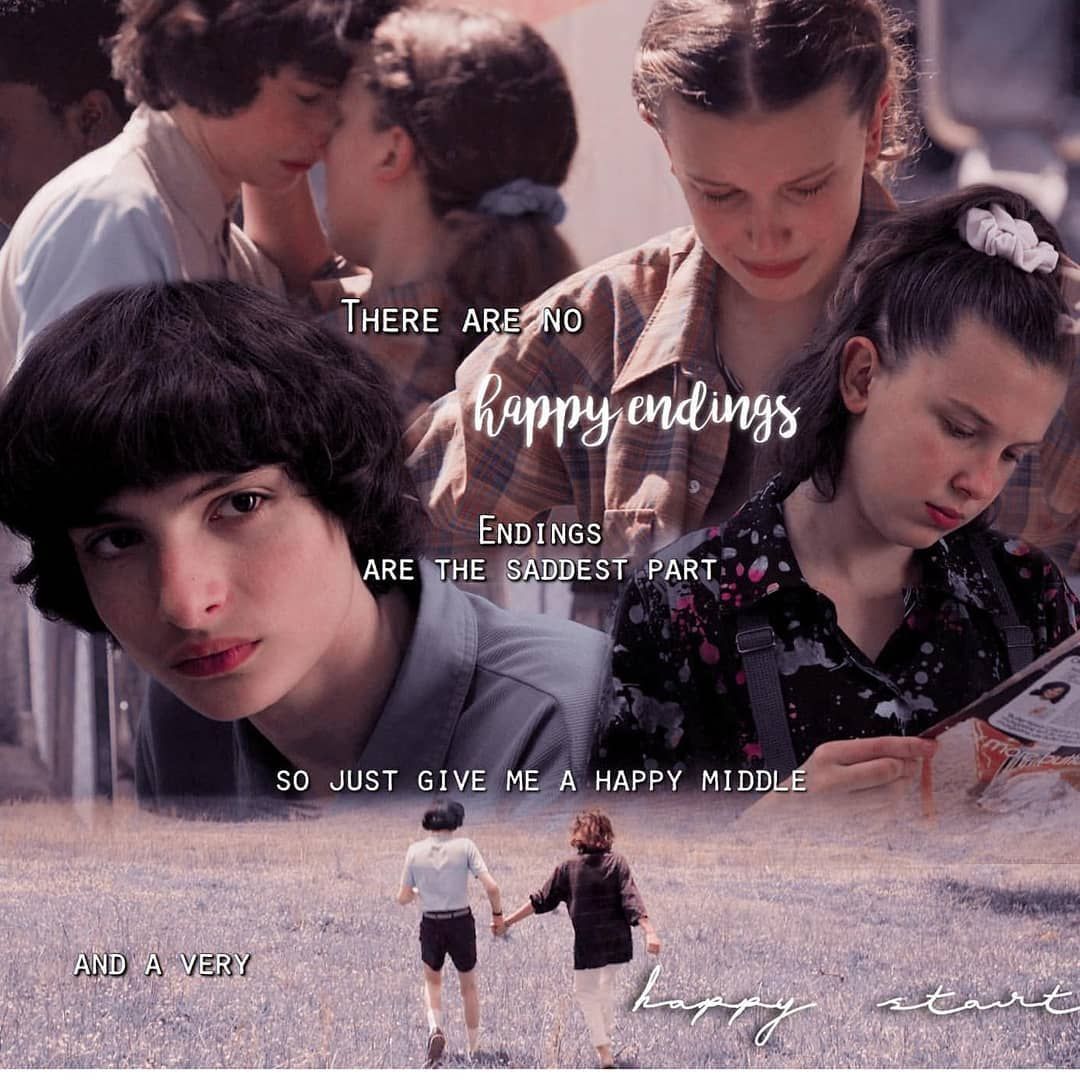 THERE ARE NO
happy endings
ENDINGS
ARE THE SADDEST PART
SO JUST GIVE ME A HAPPY MIDDLE
AND A VERY
happy start